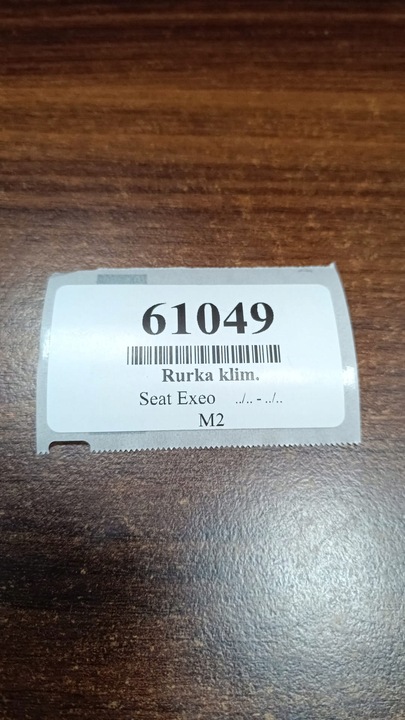 61049
Rurka klim.
Seat Exeo ../.. - ../..
M2